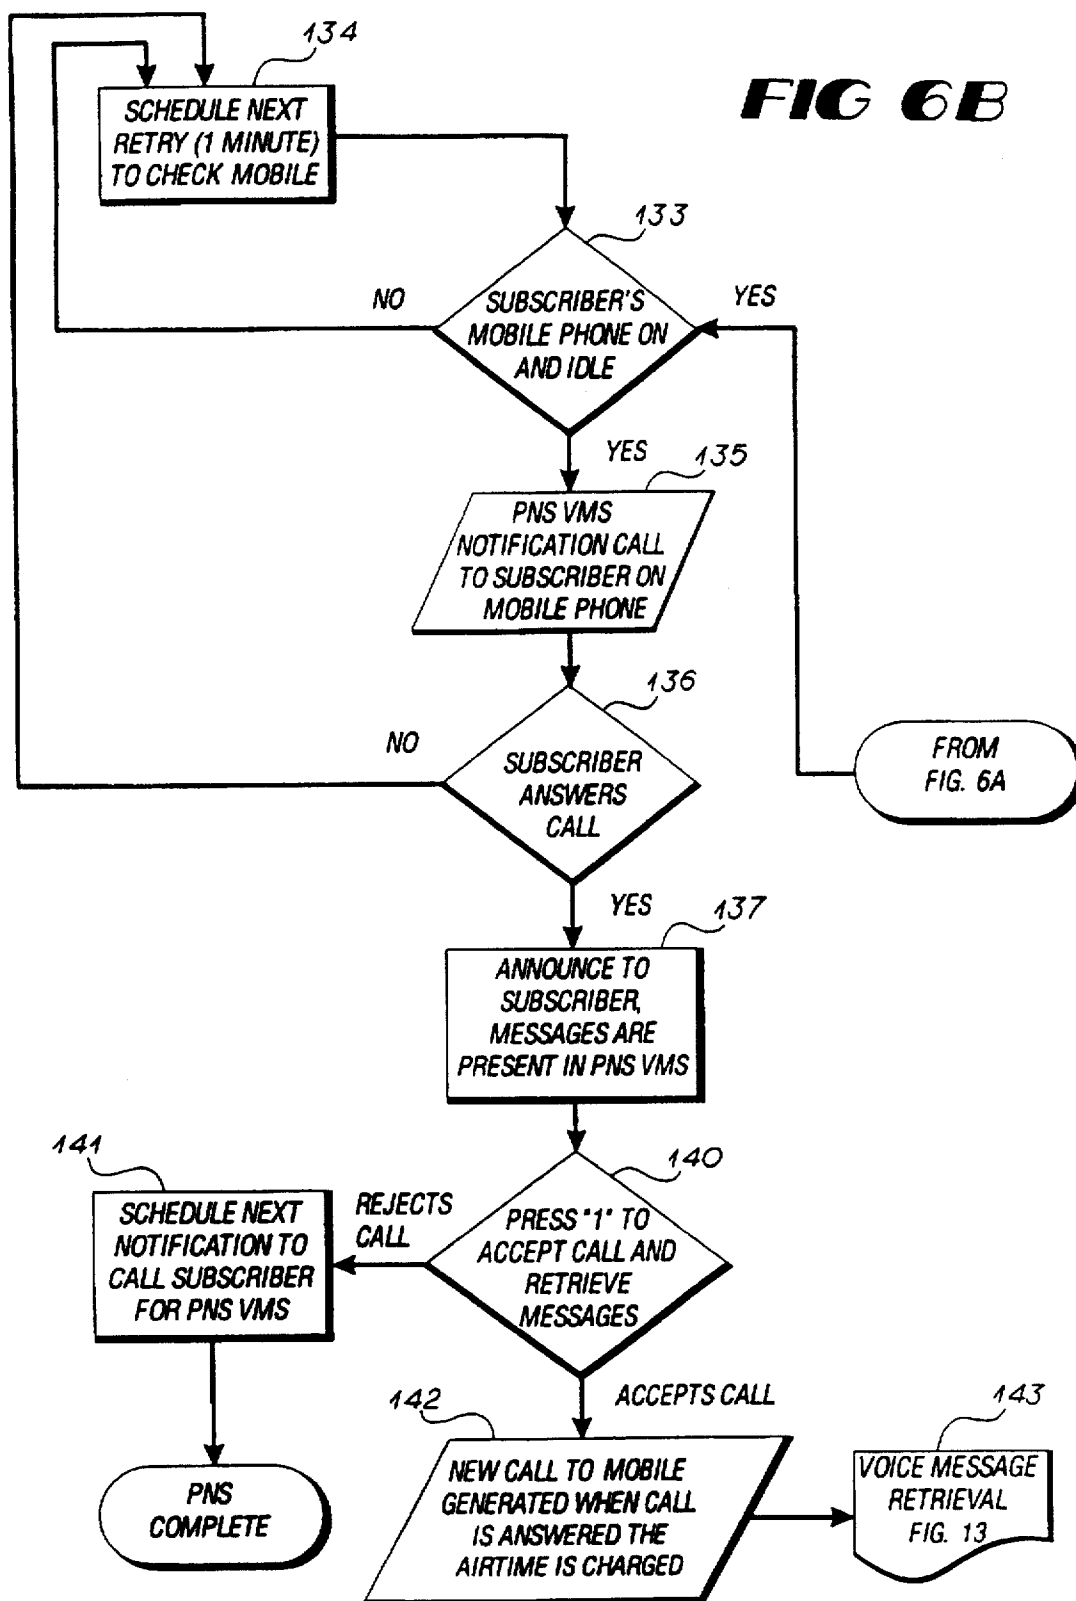 FIG 6B
134
SCHEDULE NEXT
RETRY (1 MINUTE)
TO CHECK MOBILE
133
NO
SUBSCRIBER'S
MOBILE PHONE ON
AND IDLE
YES
YES
135
PNS VMS
NOTIFICATION CALL
TO SUBSCRIBER ON
MOBILE PHONE
136
NO
SUBSCRIBER
ANSWERS
CALL
FROM
FIG. 6A
YES
137
ANNOUNCE TO
SUBSCRIBER,
MESSAGES ARE
PRESENT IN PNS VMS
141
SCHEDULE NEXT
NOTIFICATION TO
CALL SUBSCRIBER
FOR PNS VMS
REJECTS
CALL
140
PRESS "1" TO
ACCEPT CALL AND
RETRIEVE
MESSAGES
PNS
COMPLETE
ACCEPTS CALL
142
NEW CALL TO MOBILE
GENERATED WHEN CALL
IS ANSWERED THE
AIRTIME IS CHARGED
143
VOICE MESSAGE
RETRIEVAL
FIG. 13